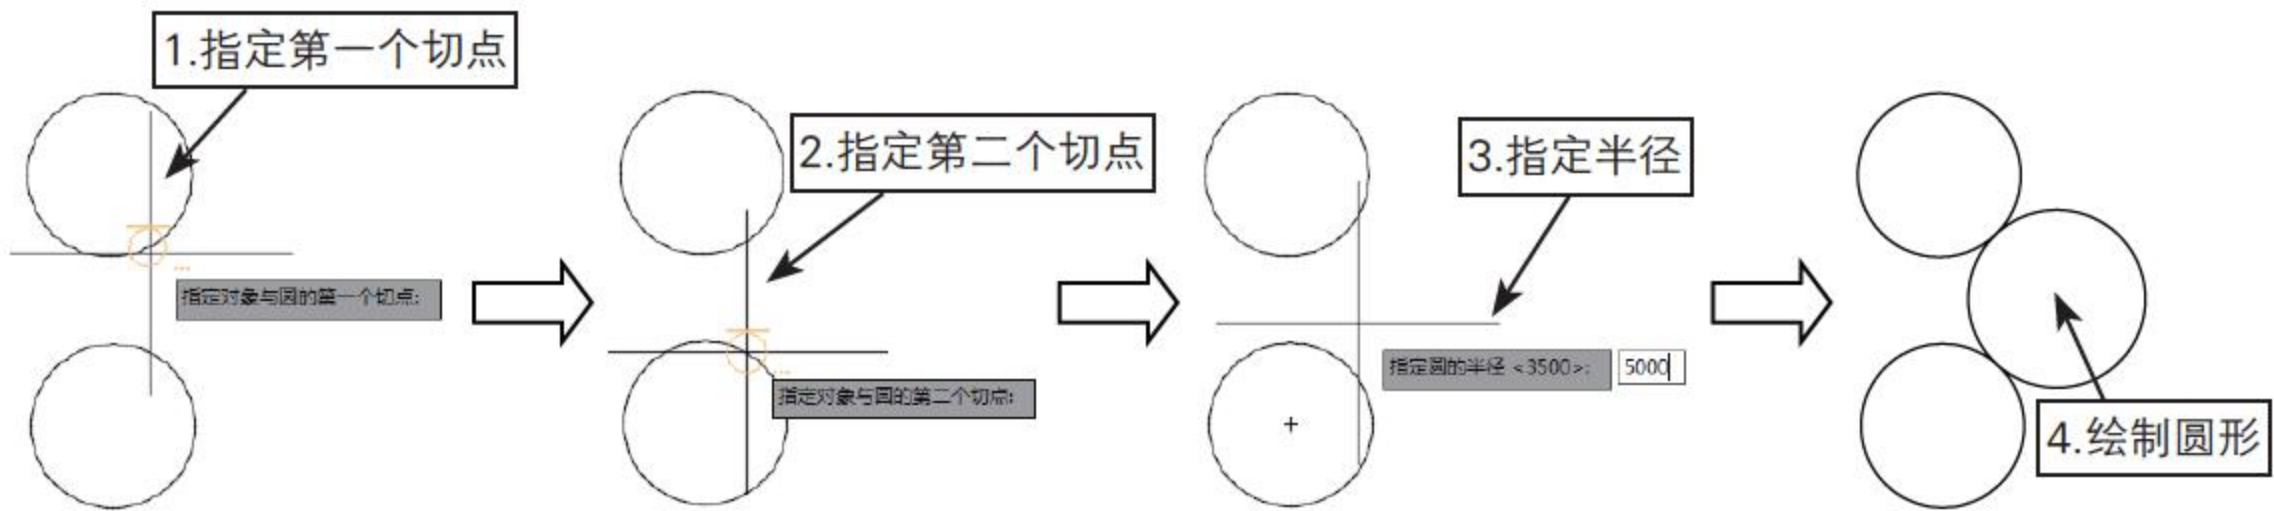 1.指定第一个切点
指定对象与圆的第一个切点:
2.指定第二个切点
指定对象与圆的第二个切点:
3.指定半径
指定圆的半径 <3500>:
5000
4.绘制圆形